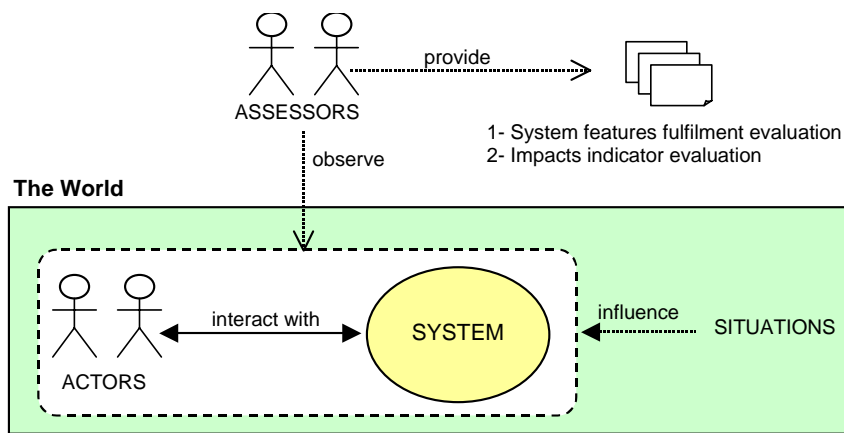 provide
ASSESSORS
1- System features fulfilment evaluation
2- Impacts indicator evaluation
observe
The World
interact with
SYSTEM
influence
SITUATIONS
ACTORS